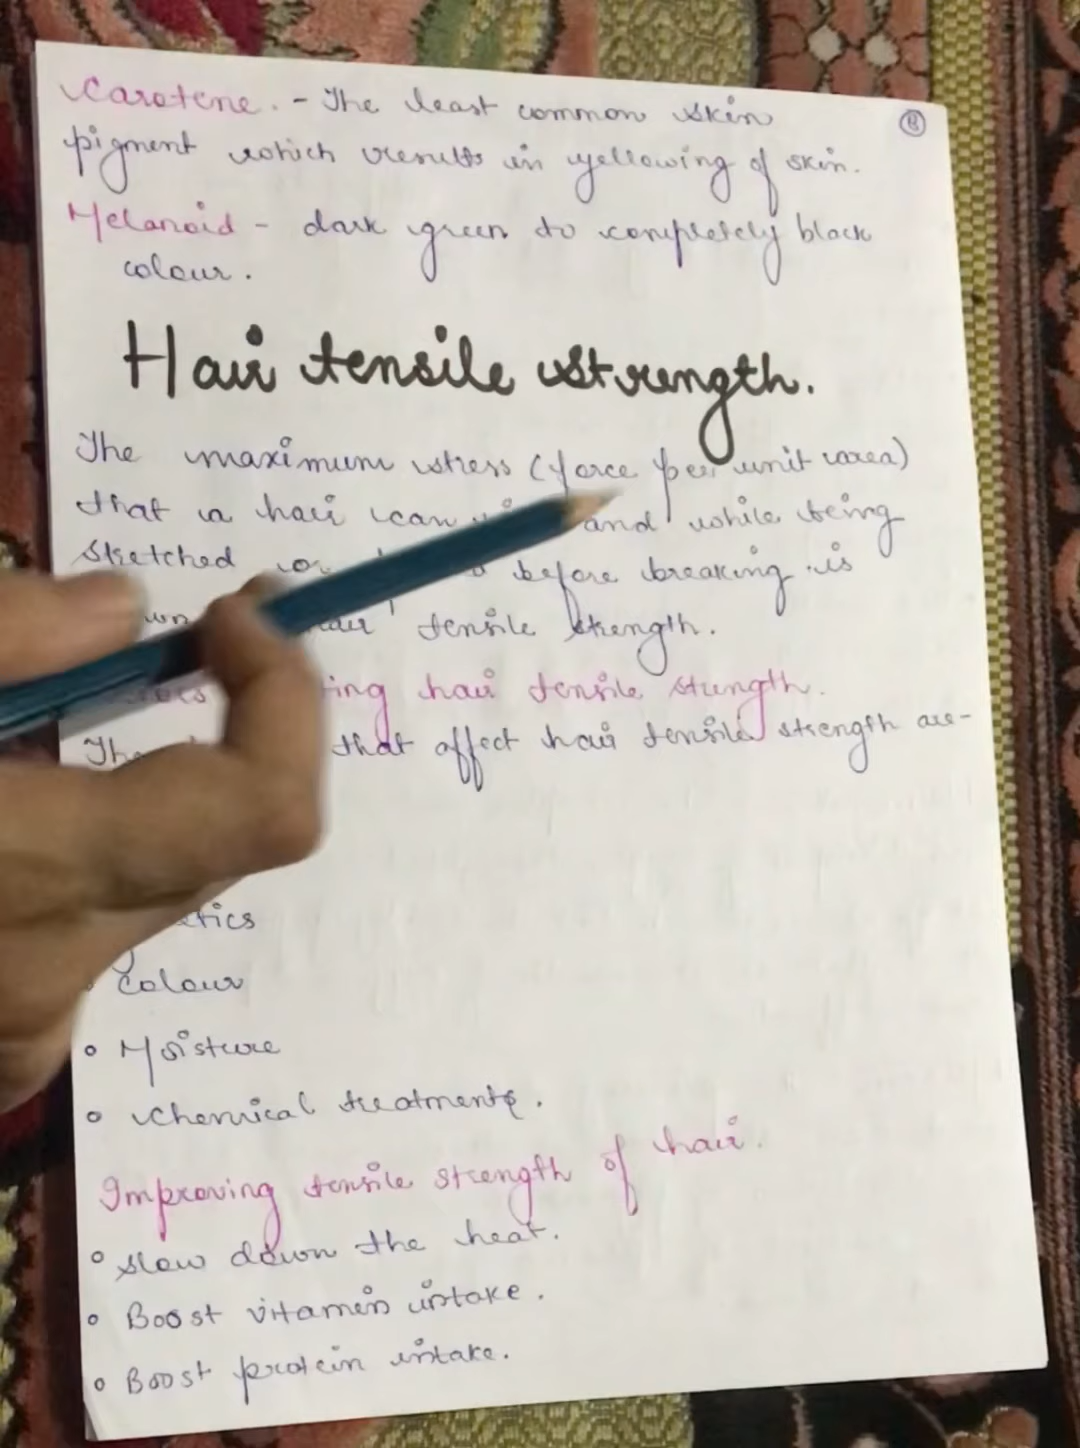 Carotene. - The least common skin
pigment which results in yellowing of skin.
Melanoid - dark green to completely black
colour.
Hair tensile strength.
The maximum stress (force per unit area)
that a hair can and while being
Stretched or before breaking is
hair tensile strength.
hair tensile strength.
The that affect hair tensile strength are-
Colour
Moisture
Chemical treatments.
Improving tensile strength of hair.
Slow down the heat.
Boost vitamin intake.
Boost protein intake.